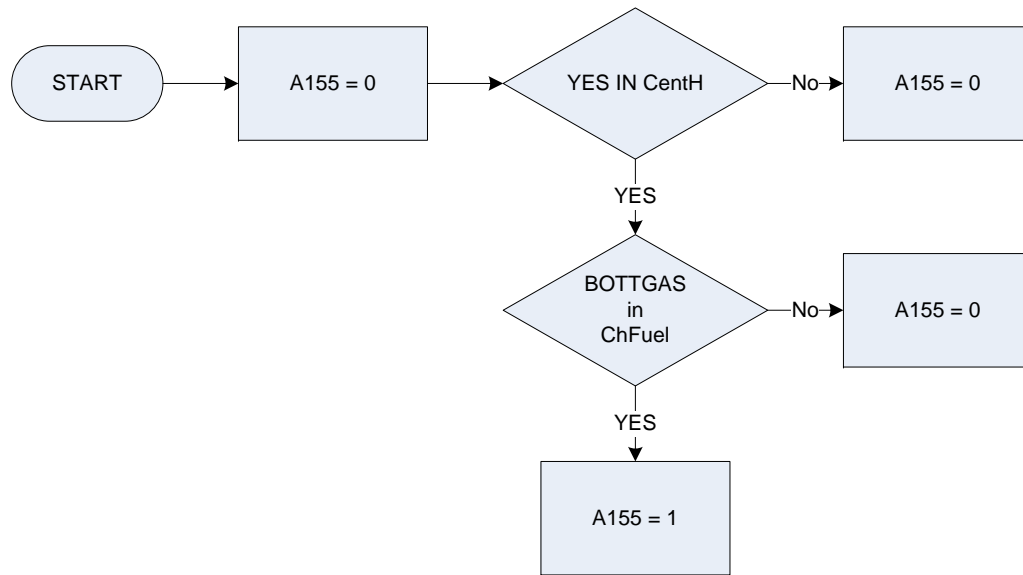 START
A155 = 0
YES IN CentH
No
A155 = 0
YES
BOTTGAS
in
ChFuel
No
A155 = 0
YES
A155 = 1